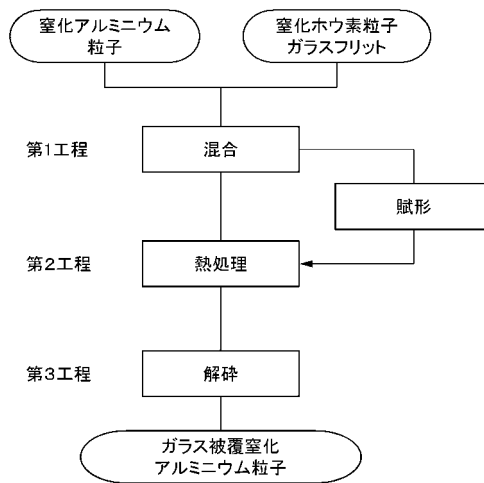 窒化アルミニウム
粒子
窒化ホウ素粒子
ガラスフリット
第1工程
混合
賦形
第2工程
熱処理
第3工程
解砕
ガラス被覆窒化
アルミニウム粒子